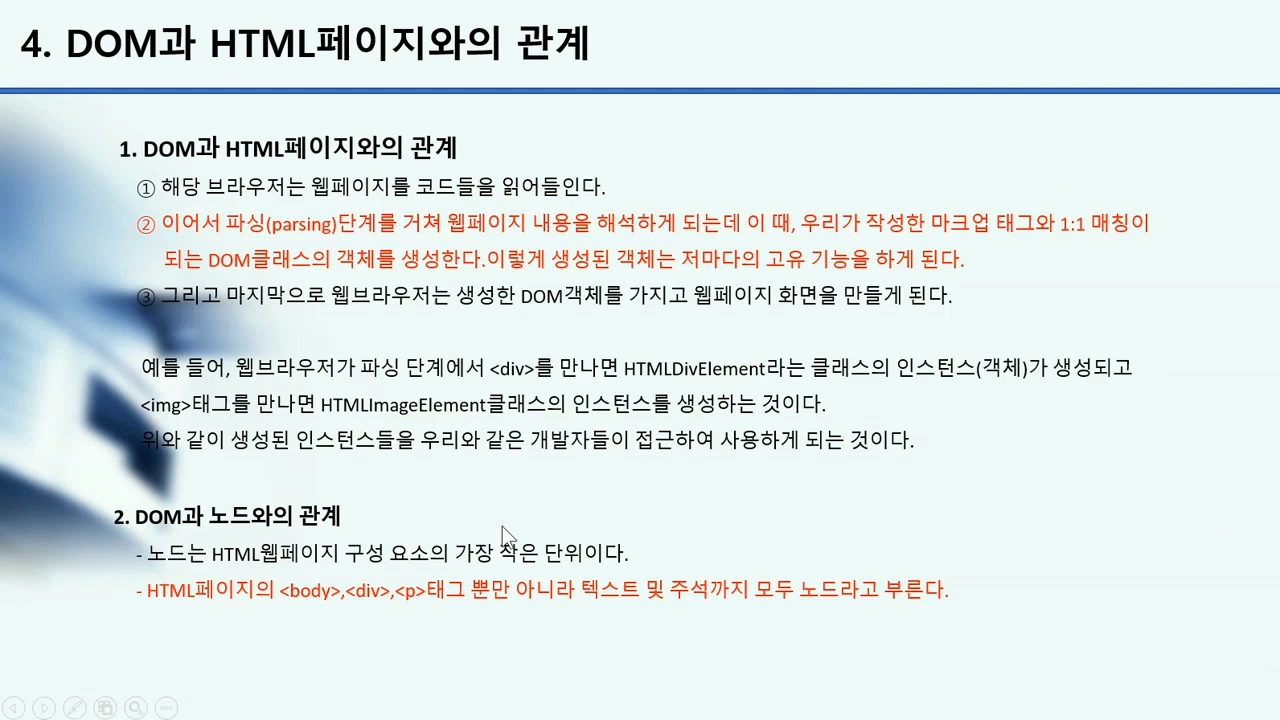 4. DOM과 HTML페이지와의 관계
1. DOM과 HTML페이지와의 관계
① 해당 브라우저는 웹페이지를 코드들을 읽어들인다.
② 이어서 파싱(parsing)단계를 거쳐 웹페이지 내용을 해석하게 되는데 이 때, 우리가 작성한 마크업 태그와 1:1 매칭이
되는 DOM클래스의 객체를 생성한다.이렇게 생성된 객체는 저마다의 고유 기능을 하게 된다.
③ 그리고 마지막으로 웹브라우저는 생성한 DOM객체를 가지고 웹페이지 화면을 만들게 된다.
예를 들어, 웹브라우저가 파싱 단계에서 <div>를 만나면 HTMLDivElement라는 클래스의 인스턴스(객체)가 생성되고
<img>태그를 만나면 HTMLImageElement클래스의 인스턴스를 생성하는 것이다.
위와 같이 생성된 인스턴스들을 우리와 같은 개발자들이 접근하여 사용하게 되는 것이다.
2. DOM과 노드와의 관계
- 노드는 HTML웹페이지 구성 요소의 가장 작은 단위이다.
- HTML페이지의 <body>,<div>,<p>태그 뿐만 아니라 텍스트 및 주석까지 모두 노드라고 부른다.